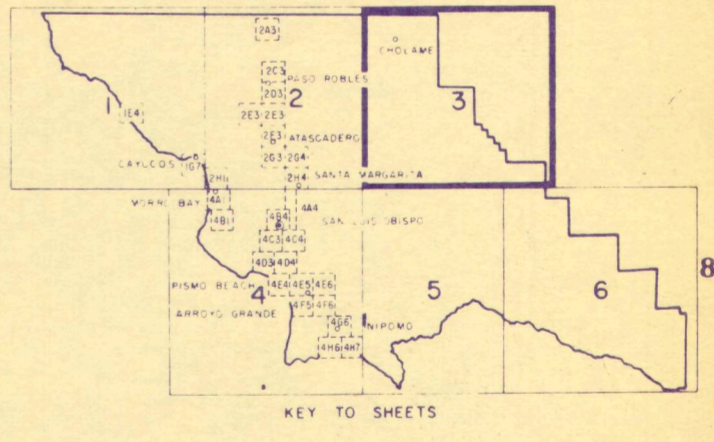 2A3
CHOLAME
2C3
PASO ROBLES
2D3
2
3
1
1E4
2E3 2E3
2E3
ATASCADERO
CAYUCOS
1G7
2G3 2G4
2H1
2H4
SANTA MARGARITA
MORRO BAY
4A1
4A4
4B1
4B4
SAN LUIS OBISPO
4C3 4C4
4D3 4D4
8
PISMO BEACH
4
4E4 4E5 4E6
5
6
ARROYO GRANDE
4F5 4F6
4G6
NIPOMO
4H6 4H7
KEY TO SHEETS